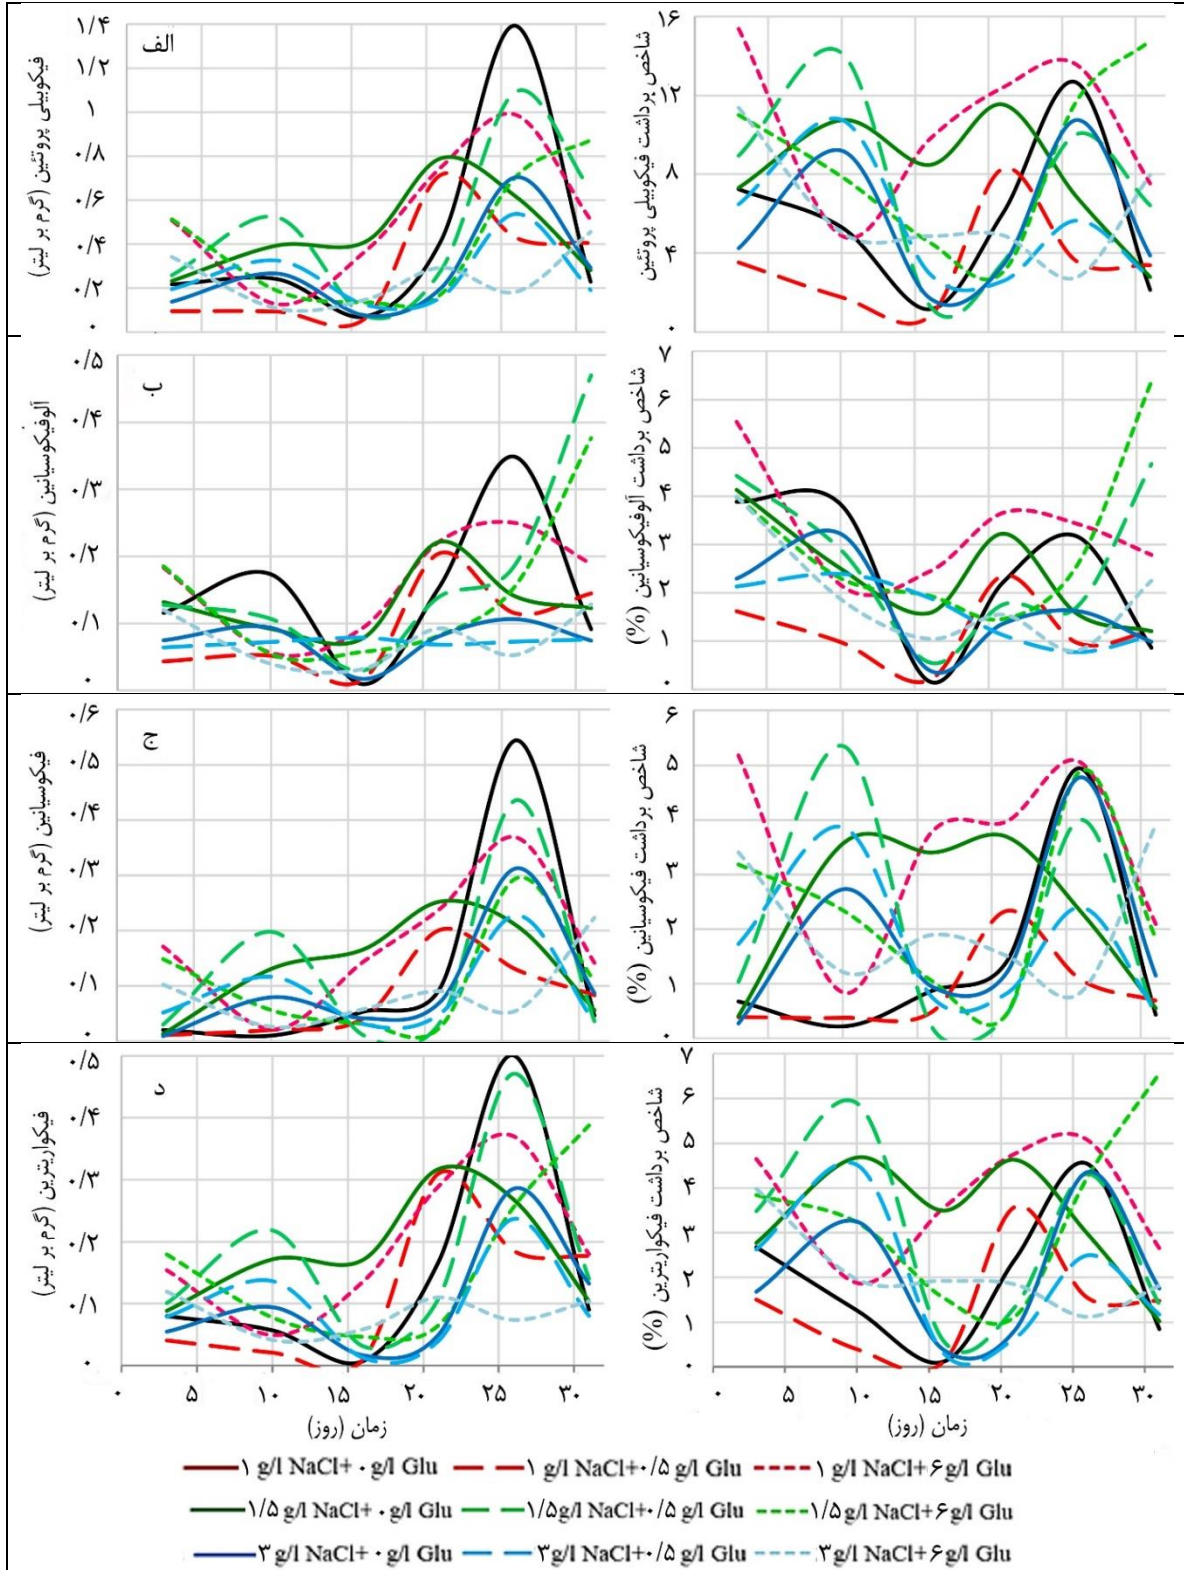 الف
فیکوبیلی پروتئین (گرم بر لیتر)
۱/۴
۱/۲
۱
۰/۸
۰/۶
۰/۴
۰/۲
۰
شاخص برداشت فیکوبیلی پروتئین
۱۶
۱۲
۸
۴
۰
ب
آلوفیکوسیانین (گرم بر لیتر)
۰/۵
۰/۴
۰/۳
۰/۲
۰/۱
۰
شاخص برداشت آلوفیکوسیانین (%)
۷
۶
۵
۴
۳
۲
۱
۰
ج
فیکوسیانین (گرم بر لیتر)
۰/۶
۰/۵
۰/۴
۰/۳
۰/۲
۰/۱
۰
شاخص برداشت فیکوسیانین (%)
۶
۵
۴
۳
۲
۱
۰
د
فیکواریترین (گرم بر لیتر)
۰/۵
۰/۴
۰/۳
۰/۲
۰/۱
۰
۰ ۵ ۱۰ ۱۵ ۲۰ ۲۵ ۳۰
زمان (روز)
شاخص برداشت فیکواریترین (%)
۷
۶
۵
۴
۳
۲
۱
۰
۰ ۵ ۱۰ ۱۵ ۲۰ ۲۵ ۳۰
زمان (روز)
۱ g/l NaCl+ ۰g/l Glu ۱ g/l NaCl+۰/۵ g/l Glu ۱ g/l NaCl+۶g/l Glu
۱/۵ g/l NaCl+ ۰g/l Glu ۱/۵g/l NaCl+۰/۵ g/l Glu ۱/۵g/l NaCl+۶g/l Glu
۳g/l NaCl+ ۰g/l Glu ۳g/l NaCl+۰/۵ g/l Glu ۳g/l NaCl+۶g/l Glu